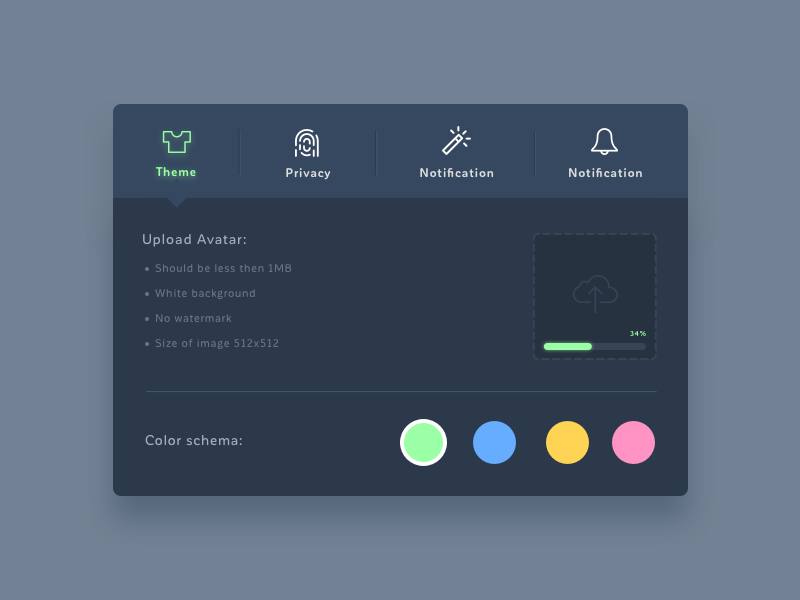 Theme
Privacy
Notification
Notification
Upload Avatar:
• Should be less then 1MB
• White background
• No watermark
• Size of image 512x512
34%
Color schema: